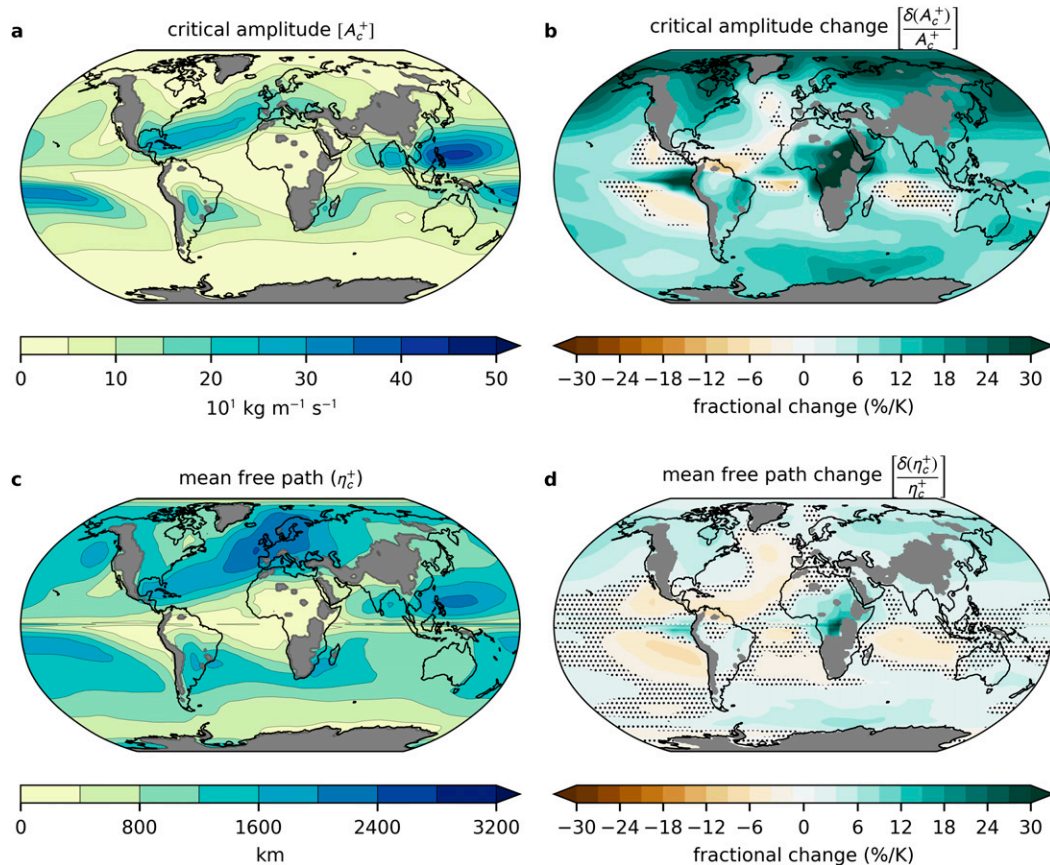 a
critical amplitude [A_c^+]
b
critical amplitude change [δ(A_c^+)/A_c^+]
0 10 20 30 40 50
10¹ kg m⁻¹ s⁻¹
−30 −24 −18 −12 −6 0 6 12 18 24 30
fractional change (%/K)
c
mean free path (η_c^+)
d
mean free path change [δ(η_c^+)/η_c^+]
0 800 1600 2400 3200
km
−30 −24 −18 −12 −6 0 6 12 18 24 30
fractional change (%/K)